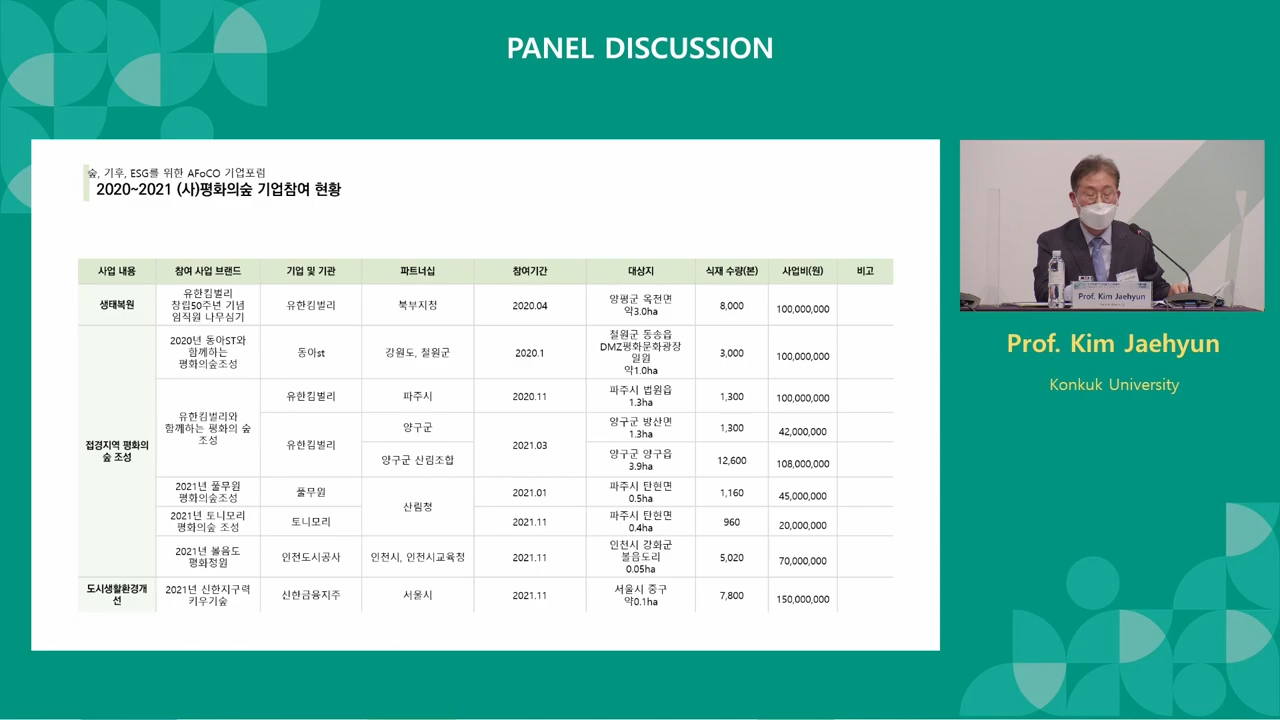 PANEL DISCUSSION
숲, 기후, ESG를 위한 AFoCO 기업포럼
2020~2021 (사)평화의숲 기업참여 현황
사업 내용 참여 사업 브랜드 기업 및 기관 파트너십 참여기간 대상지 식재 수량(본) 사업비(원) 비고
생태복원
유한킴벌리
창립50주년 기념
임직원 나무심기
유한킴벌리
북부지청
2020.04
양평군 옥천면
약3.0ha
8,000
100,000,000
접경지역 평화의
숲 조성
2020년 동아ST와
함께하는
평화의숲조성
동아st
강원도, 철원군
2020.1
철원군 동송읍
DMZ평화문화광장
일원
약1.0ha
3,000
100,000,000
유한킴벌리와
함께하는 평화의 숲
조성
유한킴벌리
파주시
2020.11
파주시 법원읍
1.3ha
1,300
100,000,000
유한킴벌리
양구군
2021.03
양구군 방산면
1.3ha
1,300
42,000,000
양구군 산림조합
양구군 양구읍
3.9ha
12,600
108,000,000
2021년 풀무원
평화의숲조성
풀무원
산림청
2021.01
파주시 탄현면
0.5ha
1,160
45,000,000
2021년 토니모리
평화의숲 조성
토니모리
2021.11
파주시 탄현면
0.4ha
960
20,000,000
2021년 볼음도
평화정원
인천도시공사
인천시, 인천시교육청
2021.11
인천시 강화군
볼음도리
0.05ha
5,020
70,000,000
도시생활환경개
선
2021년 신한지구력
키우기숲
신한금융지주
서울시
2021.11
서울시 중구
약0.1ha
7,800
150,000,000
Prof. Kim Jaehyun
Prof. Kim Jaehyun
Konkuk University